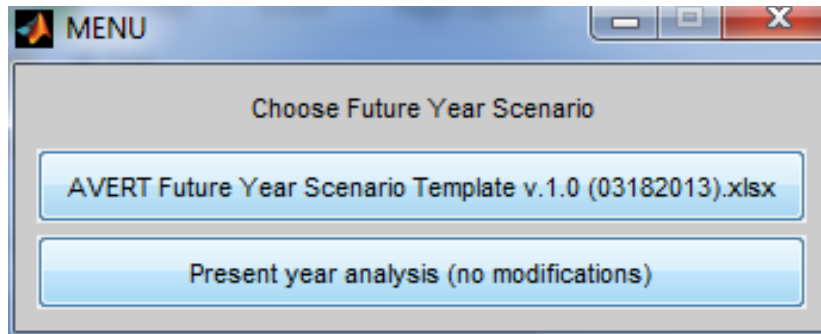 MENU
Choose Future Year Scenario
AVERT Future Year Scenario Template v.1.0 (03182013).xlsx
Present year analysis (no modifications)